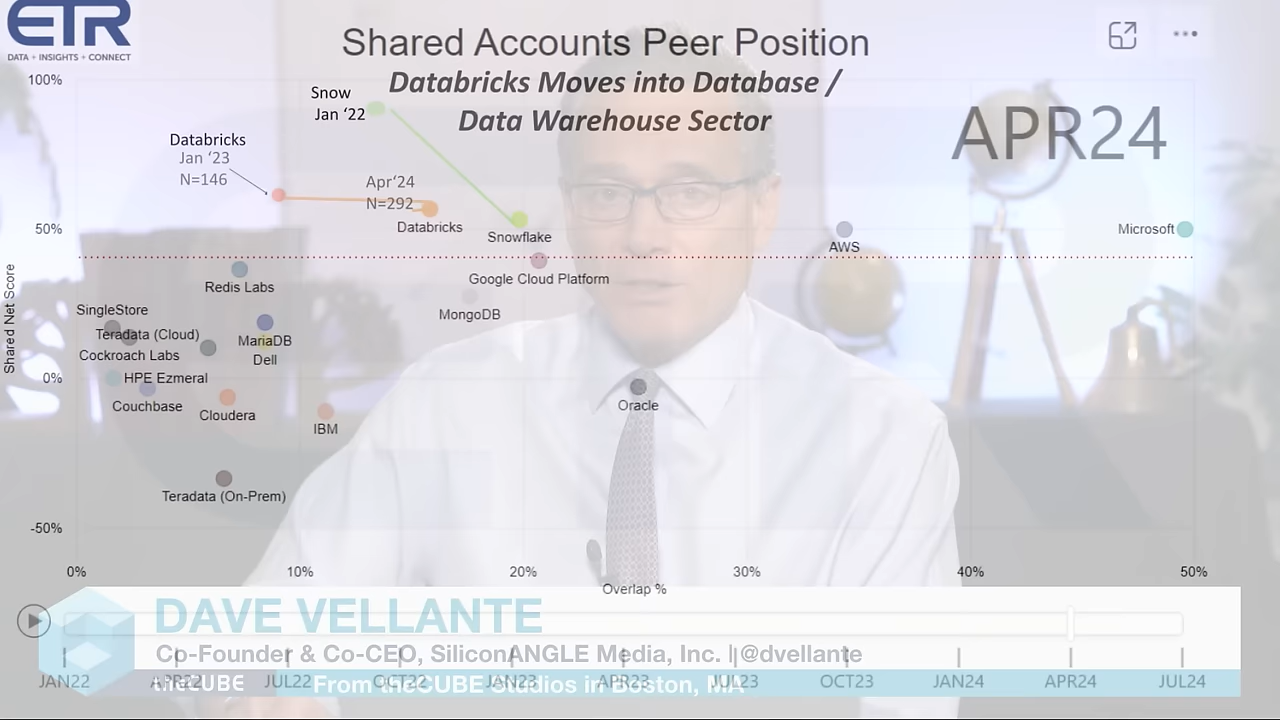 ETR
DATA + INSIGHTS + CONNECT
Shared Accounts Peer Position
Databricks Moves into Database /
Data Warehouse Sector
APR24
100%
50%
0%
-50%
Shared Net Score
Snow
Jan '22
Databricks
Jan '23
N=146
Apr'24
N=292
Databricks
Snowflake
AWS
Microsoft
Google Cloud Platform
Redis Labs
MongoDB
SingleStore
Teradata (Cloud)
MariaDB
Cockroach Labs
Dell
HPE Ezmeral
Couchbase
Cloudera
Oracle
IBM
Teradata (On-Prem)
0%
10%
20%
30%
40%
50%
Overlap %
DAVE VELLANTE
Co-Founder & Co-CEO, SiliconANGLE Media, Inc. | @dvellante
theCUBE
From theCUBE Studios in Boston, MA
JAN22
APR22
JUL22
OCT22
JAN23
APR23
JUL23
OCT23
JAN24
APR24
JUL24